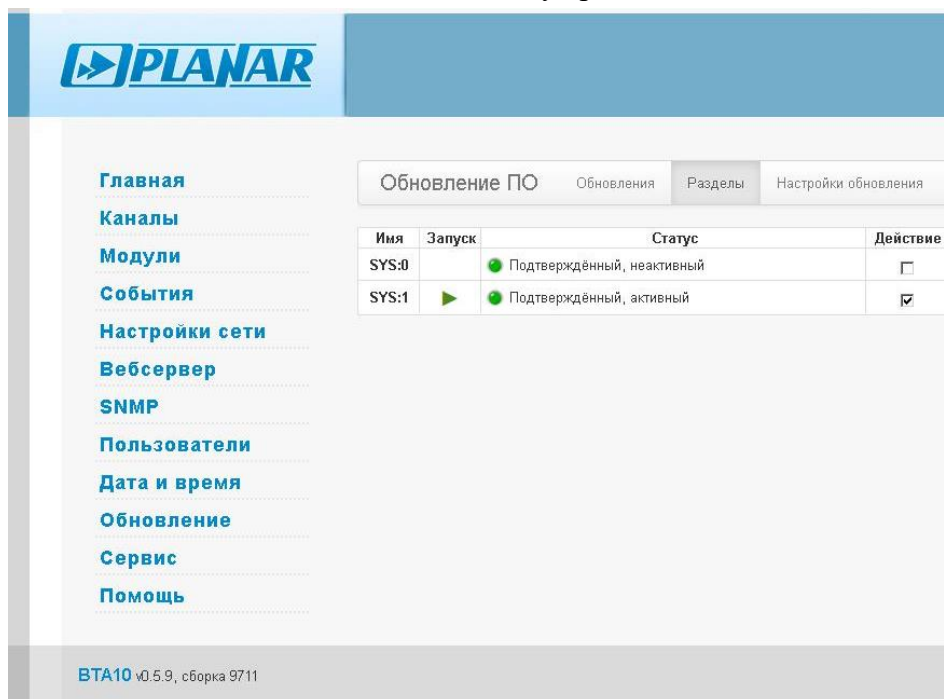 PLANAR
Главная
Каналы
Модули
События
Настройки сети
Вебсервер
SNMP
Пользователи
Дата и время
Обновление
Сервис
Помощь
Обновление ПО Обновления Разделы Настройки обновления
Имя Запуск Статус Действие
SYS:0 Подтверждённый, неактивный
SYS:1 Подтверждённый, активный
BTA10 v0.5.9, сборка 9711